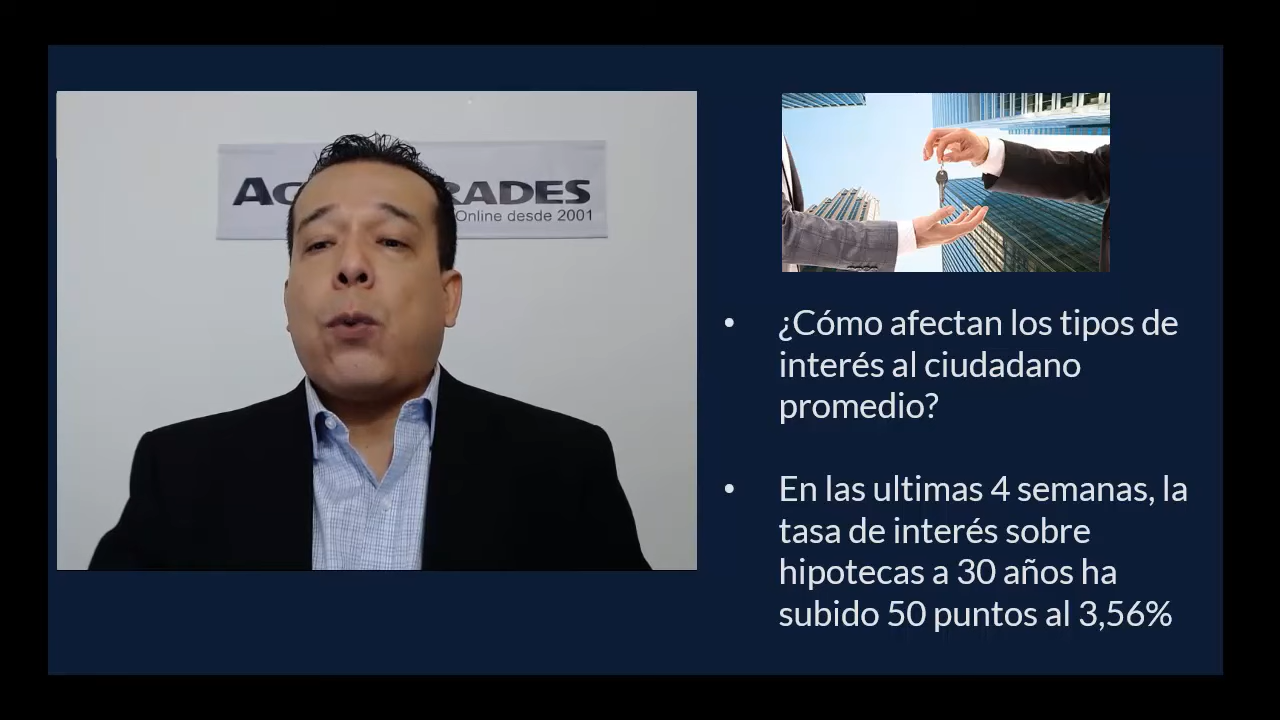 RADES
Online desde 2001
• ¿Cómo afectan los tipos de
interés al ciudadano
promedio?
• En las ultimas 4 semanas, la
tasa de interés sobre
hipotecas a 30 años ha
subido 50 puntos al 3,56%